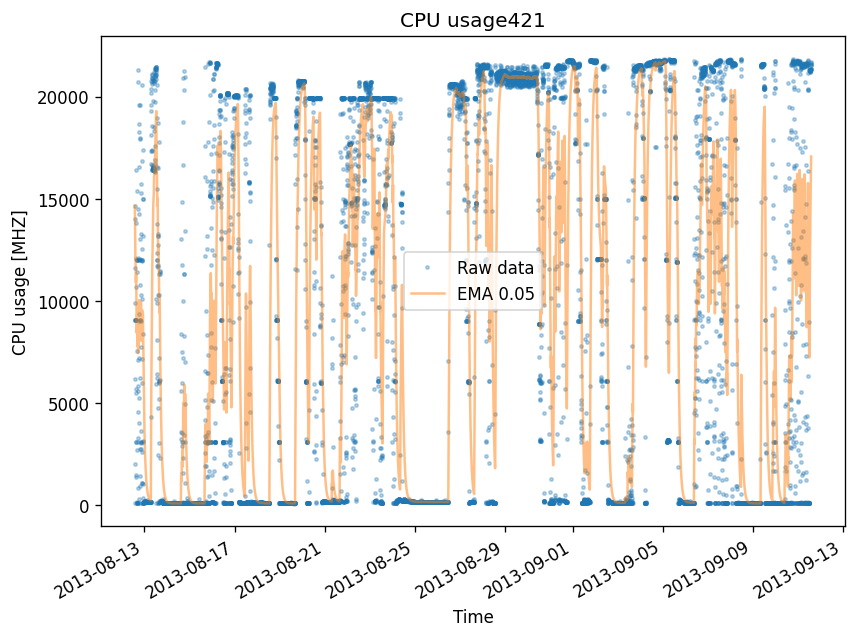 CPU usage421
20000
15000
10000
5000
0
CPU usage [MHZ]
Raw data
EMA 0.05
2013-08-13
2013-08-17
2013-08-21
2013-08-25
2013-08-29
2013-09-01
2013-09-05
2013-09-09
2013-09-13
Time